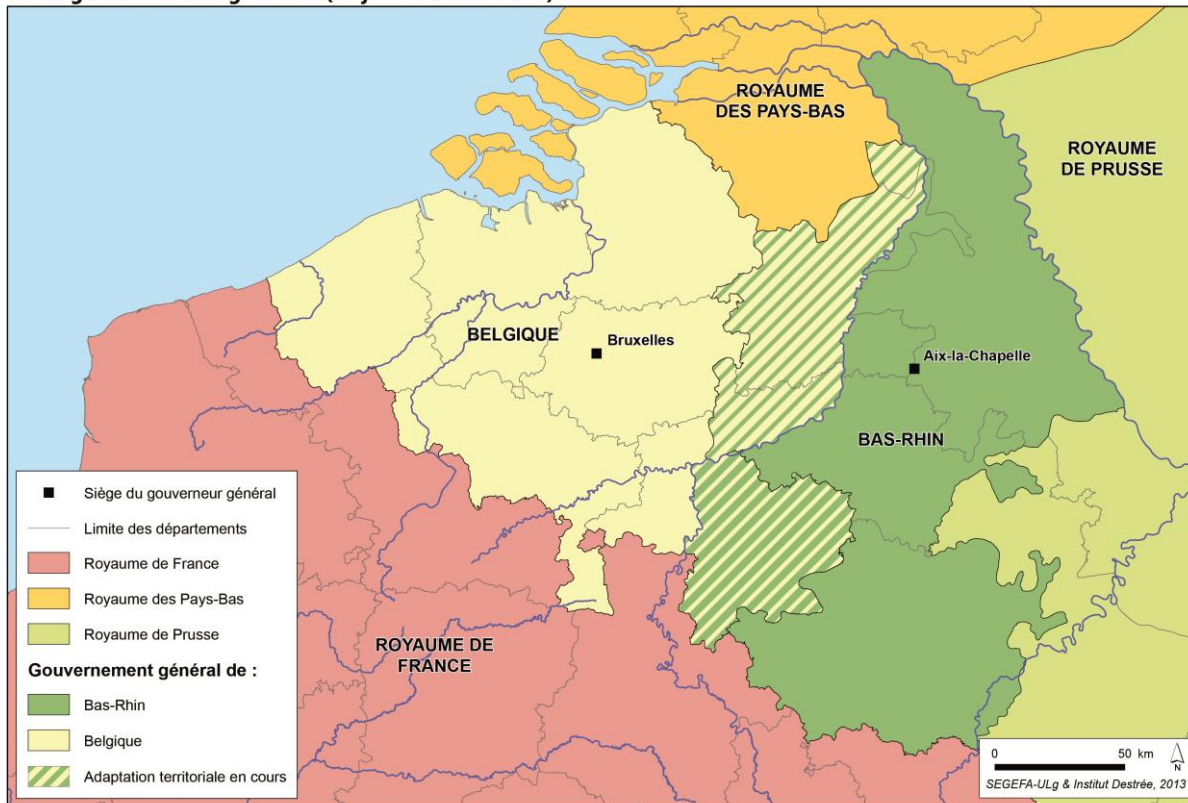 ROYAUME
DES PAYS-BAS
ROYAUME
DE PRUSSE
BELGIQUE
Bruxelles
Aix-la-Chapelle
BAS-RHIN
ROYAUME DE
FRANCE
Siège du gouverneur général
Limite des départements
Royaume de France
Royaume des Pays-Bas
Royaume de Prusse
Gouvernement général de :
Bas-Rhin
Belgique
Adaptation territoriale en cours
0 50 km
N
SEGEFA-ULg & Institut Destrée, 2013